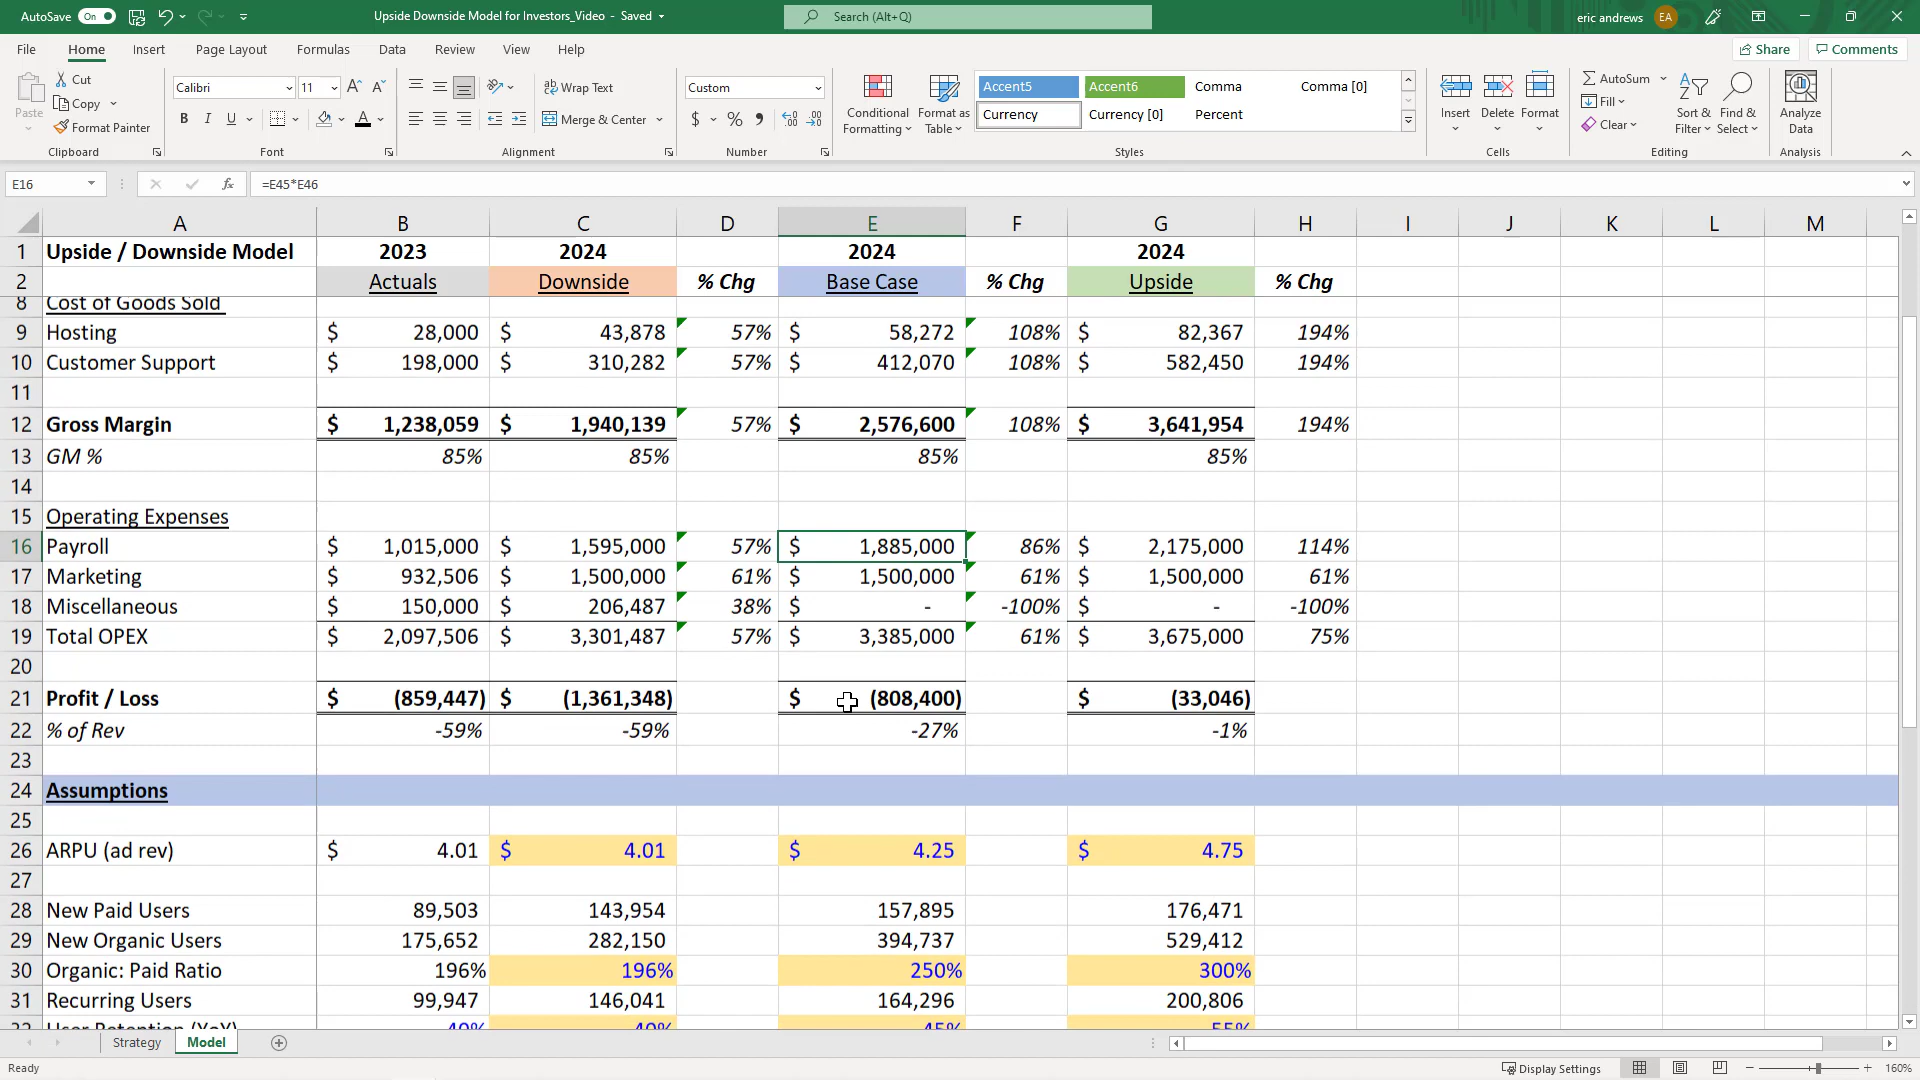 AutoSave On Upside Downside Model for Investors_Video - Saved Search (Alt+Q) eric andrews EA
File Home Insert Page Layout Formulas Data Review View Help Share Comments
Paste Cut Copy Format Painter Clipboard
Calibri 11 B I U Font
Wrap Text Merge & Center Alignment
Custom $ % Number
Conditional Formatting Format as Table Accent5 Accent6 Comma Comma [0] Currency Currency [0] Percent Styles
Insert Delete Format Cells
AutoSum Fill Clear Sort & Filter Find & Select Editing
Analyze Data Analysis
E16 fx =E45*E46
A B C D E F G H I J K L M
1 Upside / Downside Model 2023 2024 2024 2024
2 Actuals Downside % Chg Base Case % Chg Upside % Chg
8 Cost of Goods Sold
9 Hosting $ 28,000 $ 43,878 57% $ 58,272 108% $ 82,367 194%
10 Customer Support $ 198,000 $ 310,282 57% $ 412,070 108% $ 582,450 194%
11
12 Gross Margin $ 1,238,059 $ 1,940,139 57% $ 2,576,600 108% $ 3,641,954 194%
13 GM % 85% 85% 85% 85%
14
15 Operating Expenses
16 Payroll $ 1,015,000 $ 1,595,000 57% $ 1,885,000 86% $ 2,175,000 114%
17 Marketing $ 932,506 $ 1,500,000 61% $ 1,500,000 61% $ 1,500,000 61%
18 Miscellaneous $ 150,000 $ 206,487 38% $ - -100% $ - -100%
19 Total OPEX $ 2,097,506 $ 3,301,487 57% $ 3,385,000 61% $ 3,675,000 75%
20
21 Profit / Loss $ (859,447) $ (1,361,348) $ (808,400) $ (33,046)
22 % of Rev -59% -59% -27% -1%
23
24 Assumptions
25
26 ARPU (ad rev) $ 4.01 $ 4.01 $ 4.25 $ 4.75
27
28 New Paid Users 89,503 143,954 157,895 176,471
29 New Organic Users 175,652 282,150 394,737 529,412
30 Organic: Paid Ratio 196% 196% 250% 300%
31 Recurring Users 99,947 146,041 164,296 200,806
32 User Retention (YoY) 40% 40% 45% 55%
Strategy Model
Ready Display Settings 160%